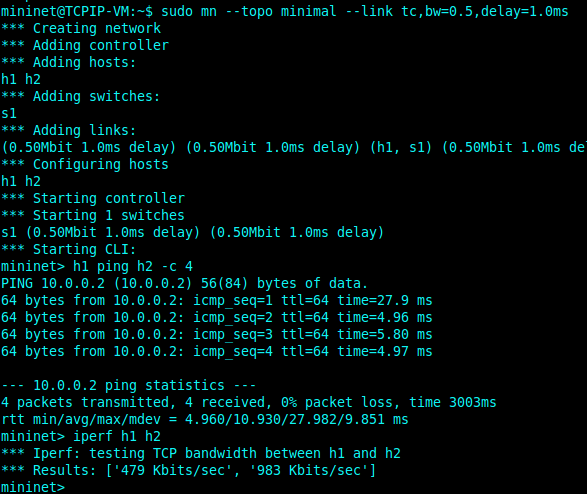 mininet@TCPIP-VM:~$ sudo mn --topo minimal --link tc,bw=0.5,delay=1.0ms
*** Creating network
*** Adding controller
*** Adding hosts:
h1 h2
*** Adding switches:
s1
*** Adding links:
(0.50Mbit 1.0ms delay) (0.50Mbit 1.0ms delay) (h1, s1) (0.50Mbit 1.0ms del
*** Configuring hosts
h1 h2
*** Starting controller
*** Starting 1 switches
s1 (0.50Mbit 1.0ms delay) (0.50Mbit 1.0ms delay)
*** Starting CLI:
mininet> h1 ping h2 -c 4
PING 10.0.0.2 (10.0.0.2) 56(84) bytes of data.
64 bytes from 10.0.0.2: icmp_seq=1 ttl=64 time=27.9 ms
64 bytes from 10.0.0.2: icmp_seq=2 ttl=64 time=4.96 ms
64 bytes from 10.0.0.2: icmp_seq=3 ttl=64 time=5.80 ms
64 bytes from 10.0.0.2: icmp_seq=4 ttl=64 time=4.97 ms

--- 10.0.0.2 ping statistics ---
4 packets transmitted, 4 received, 0% packet loss, time 3003ms
rtt min/avg/max/mdev = 4.960/10.930/27.982/9.851 ms
mininet> iperf h1 h2
*** Iperf: testing TCP bandwidth between h1 and h2
*** Results: ['479 Kbits/sec', '983 Kbits/sec']
mininet>